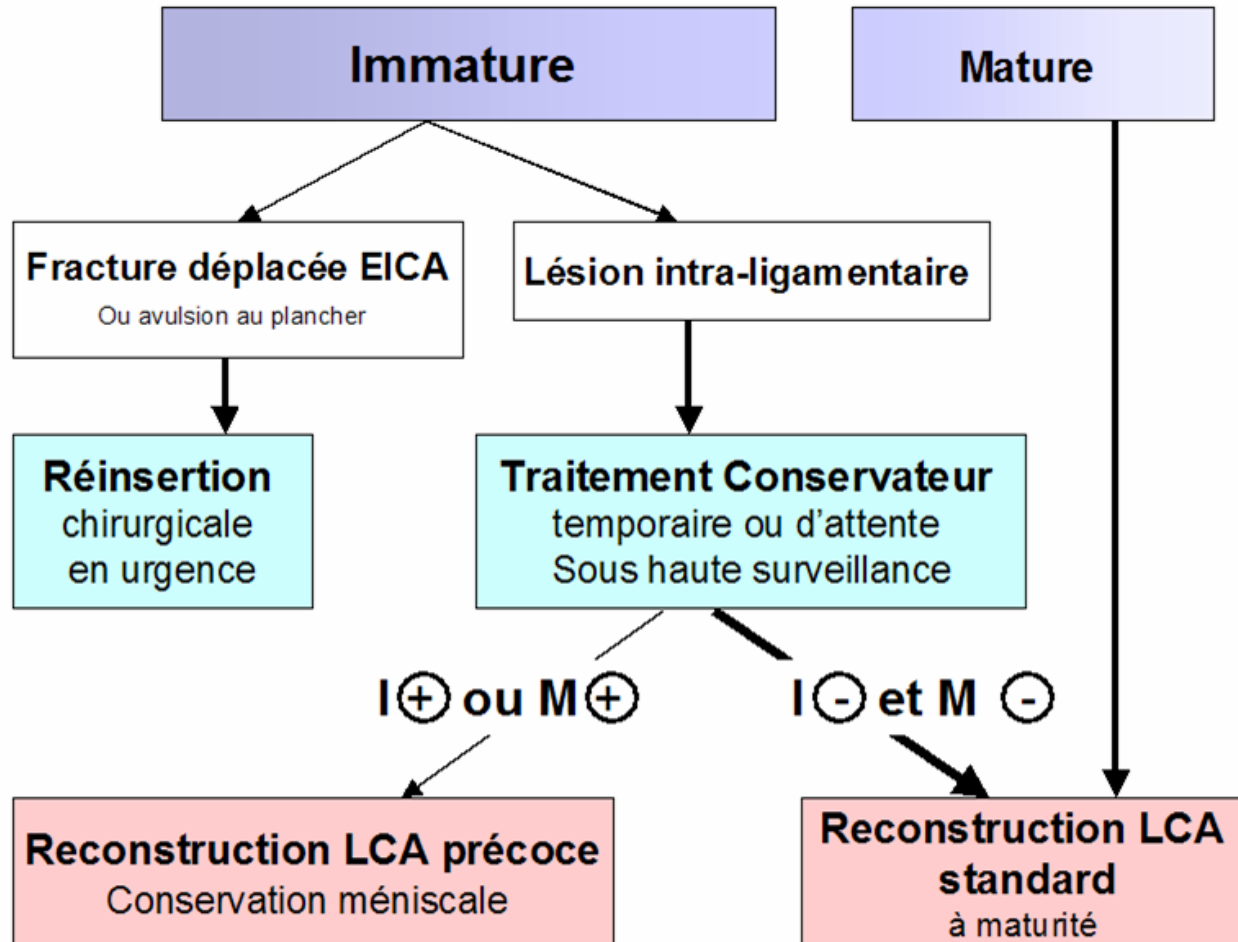 Immature
Mature
Fracture déplacée EICA
Ou avulsion au plancher
Lésion intra-ligamentaire
Réinsertion
chirurgicale
en urgence
Traitement Conservateur
temporaire ou d'attente
Sous haute surveillance
I + ou M +
I - et M -
Reconstruction LCA précoce
Conservation méniscale
Reconstruction LCA
standard
à maturité